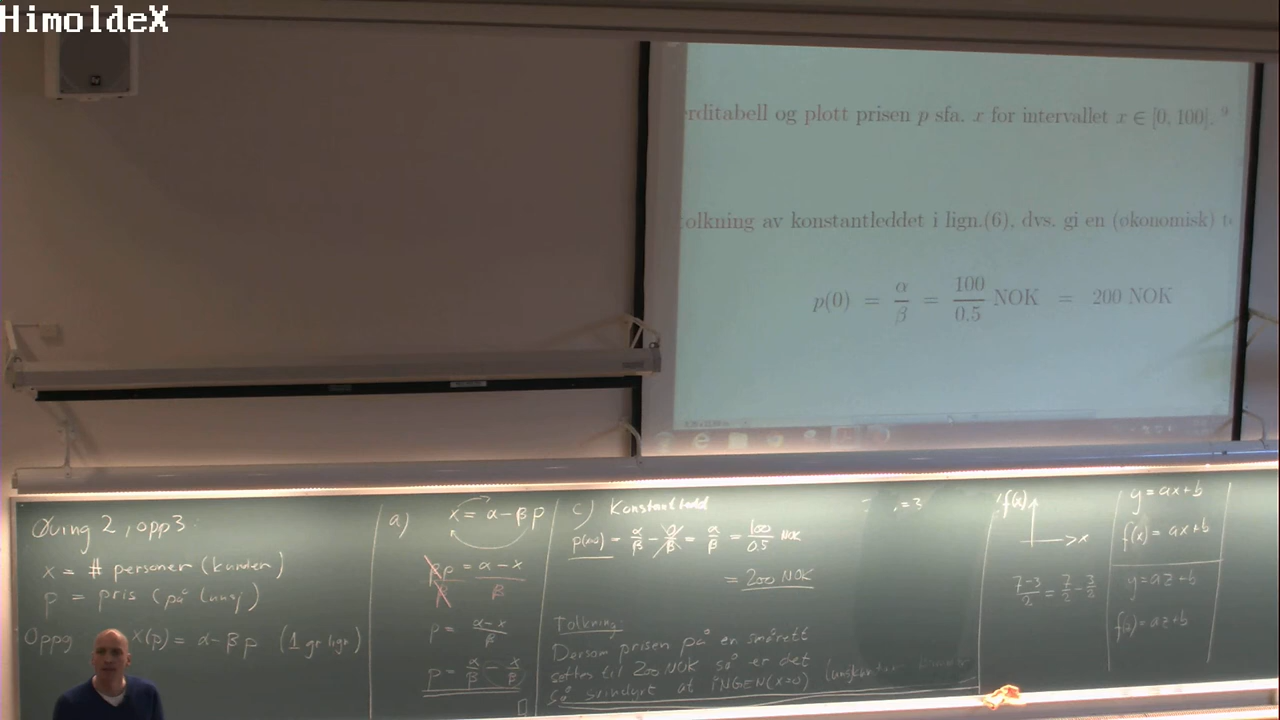 HimoldeX
erditabell og plott prisen p sfa. x for intervallet x ∈ [0, 100].
olkning av konstantleddet i lign.(6), dvs. gi en (økonomisk) t
p(0) = α/β = 100/0.5 NOK = 200 NOK
Øving 2, opp3:
x = # personer (kunder)
p = pris (på lunsj)
Oppg x(p) = α-βp (1 gr lign)
a) x = α-βp
βp/β = α-x/β
p = α-x/β
p = α/β - x/β
c) Konstantledd
p(x=0) = α/β - 0/β = α/β = 100/0.5 NOK
= 200 NOK
Tolkning:
Dersom prisen på en smårett
settes til 200 NOK så er det
så svindyrt at INGEN (x=0)
=3
f(x)
x
7-3/2 = 7/2 - 3/2
y = ax+b
f(x) = ax+b
y = az+b
f(z) = az+b